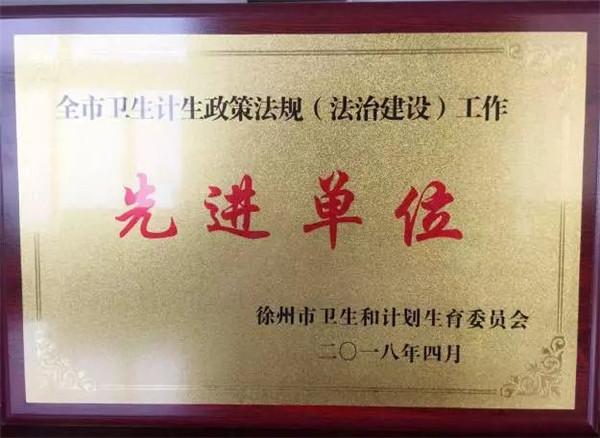 全市卫生计生政策法规（法治建设）工作
先进单位
徐州市卫生和计划生育委员会
二〇一八年四月